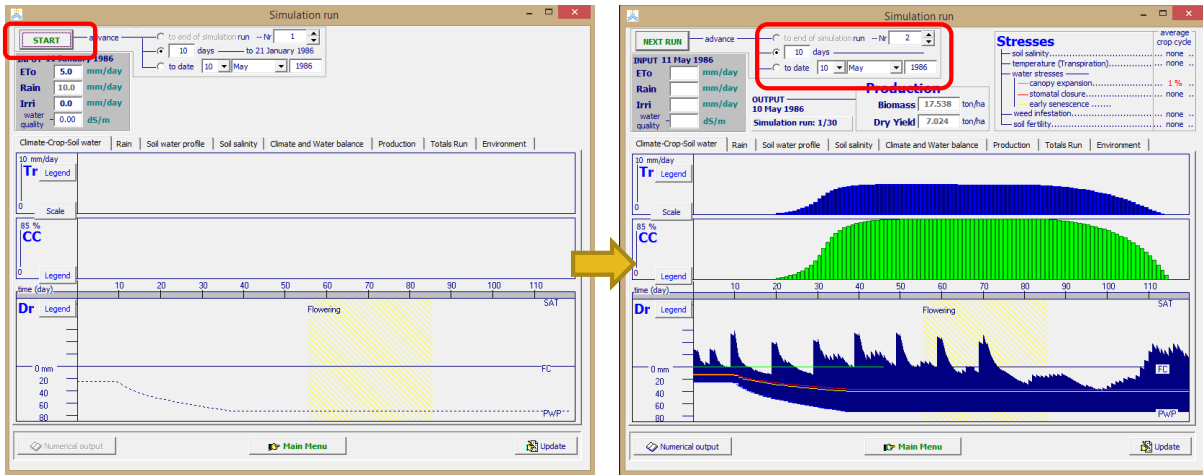 Simulation run
START
advance
to end of simulation run -- Nr 1
10 days to 21 January 1986
to date 10 May 1986
1986
ETo 5.0 mm/day
Rain 10.0 mm/day
Irri 0.0 mm/day
water quality 0.00 dS/m
Climate-Crop-Soil water Rain Soil water profile Soil salinity Climate and Water balance Production Totals Run Environment
10 mm/day
Tr Legend
0
Scale
85 %
CC
0
Legend
time (day) 10 20 30 40 50 60 70 80 90 100 110
Dr Legend Flowering SAT
0 mm FC
20
40
60
80 PWP
Numerical output Main Menu Update
Simulation run
NEXT RUN
advance
to end of simulation run -- Nr 2
10 days
to date 10 May 1986
INPUT 11 May 1986
ETo mm/day
Rain mm/day
Irri mm/day
water quality dS/m
OUTPUT
10 May 1986
Simulation run: 1/30
Production
Biomass 17.538 ton/ha
Dry Yield 7.024 ton/ha
Stresses
average
crop cycle
soil salinity none
temperature (Transpiration) none
water stresses
canopy expansion 1 %
stomatal closure none
early senescence
weed infestation none
soil fertility none
Climate-Crop-Soil water Rain Soil water profile Soil salinity Climate and Water balance Production Totals Run Environment
10 mm/day
Tr Legend
0
Scale
85 %
CC
0
Legend
time (day) 10 20 30 40 50 60 70 80 90 100 110
Dr Legend Flowering SAT
0 mm FC
20
40
60
80 PWP
Numerical output Main Menu Update